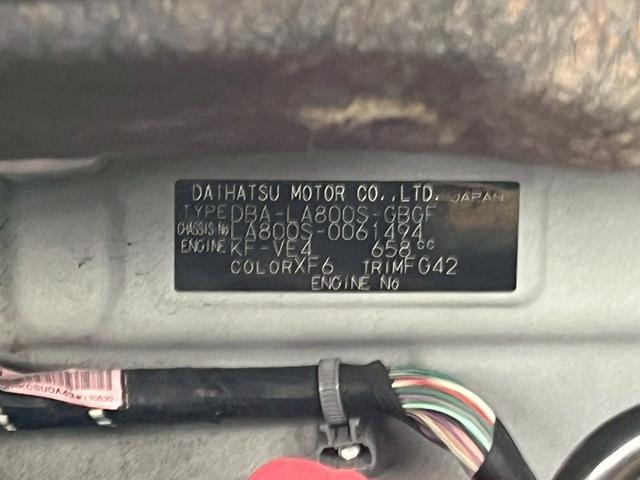 DAIHATSU MOTOR CO.,LTD. JAPAN
TYPE DBA-LA800S-GBGF
CHASSIS No LA800S-0061494
ENGINE KF-VE4 658cc
COLOR XF6 TRIM FG42
ENGINE No